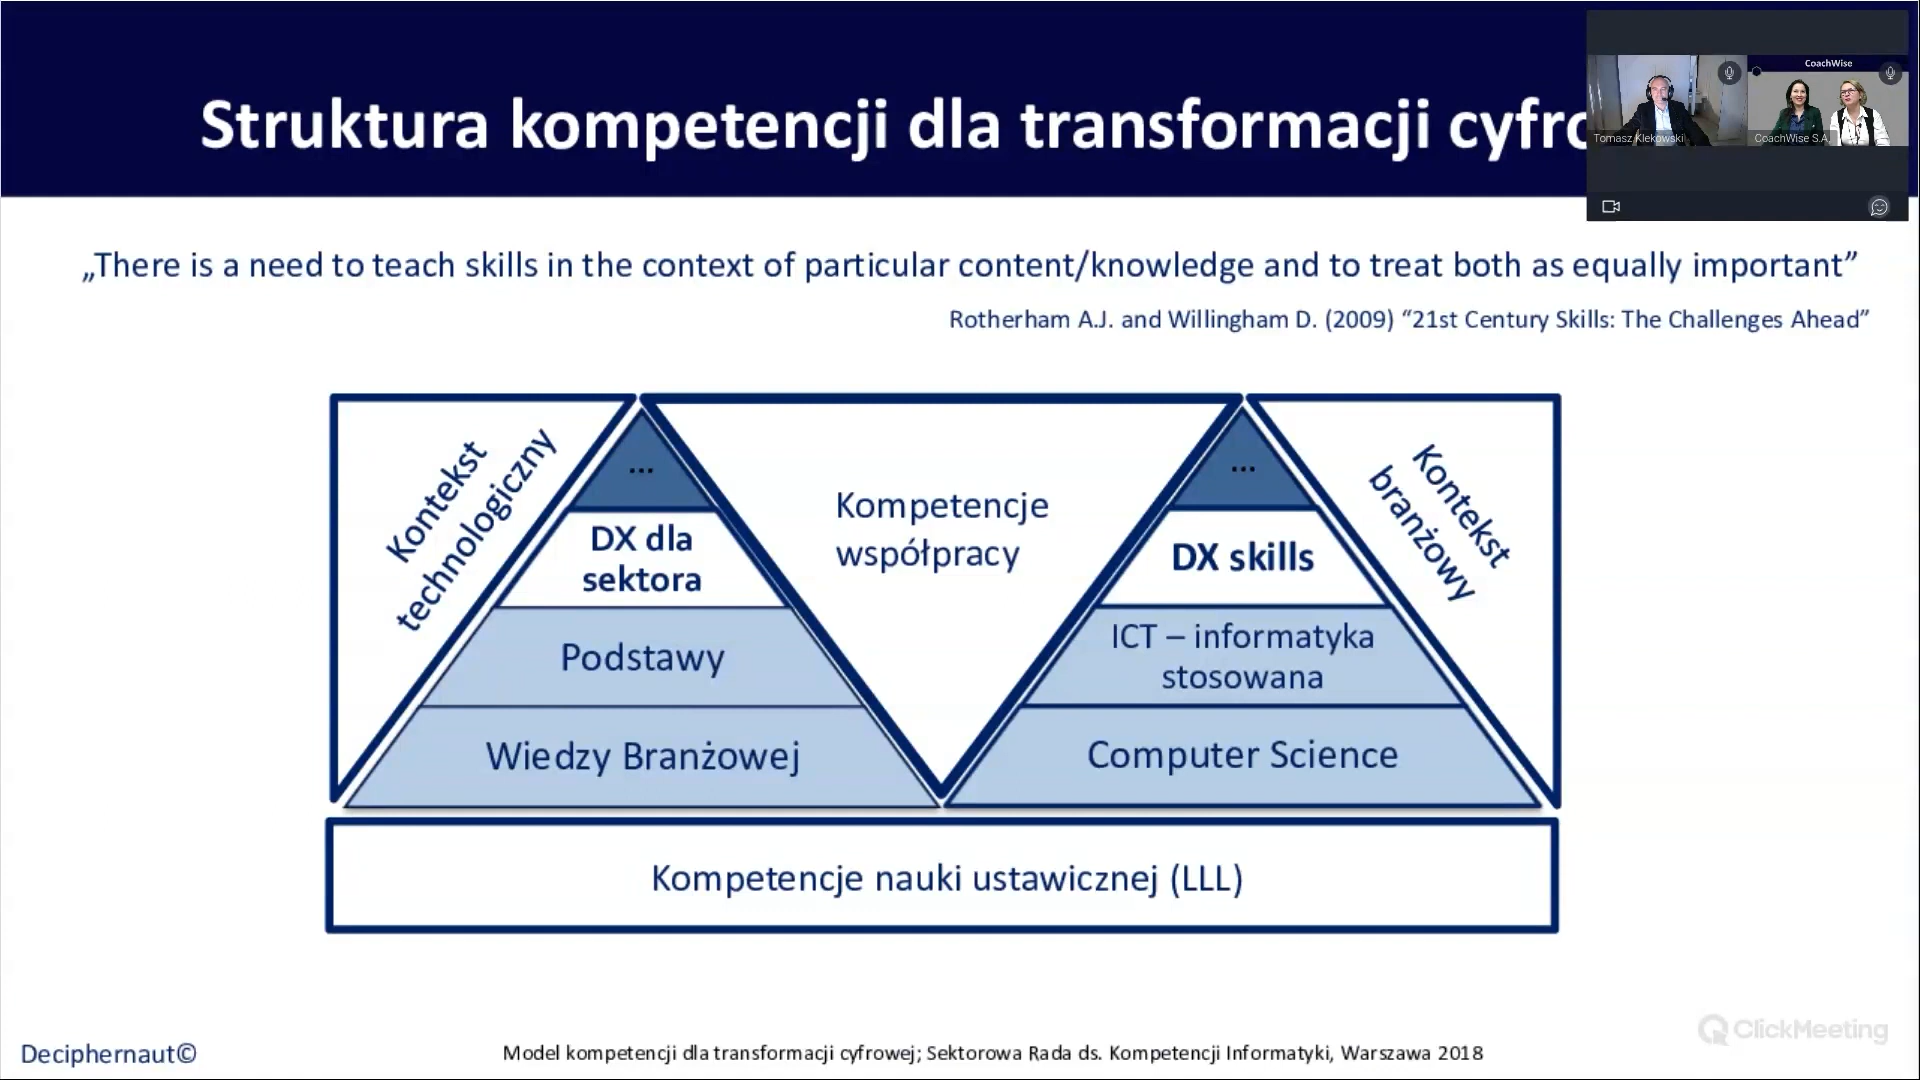 Struktura kompetencji dla transformacji cyfro
CoachWise
Tomasz Klekowski
CoachWise S.A.
„There is a need to teach skills in the context of particular content/knowledge and to treat both as equally important”
Rotherham A.J. and Willingham D. (2009) “21st Century Skills: The Challenges Ahead”
Kontekst
technologiczny
...
DX dla
sektora
Podstawy
Wiedzy Branżowej
Kompetencje
współpracy
...
DX skills
ICT – informatyka
stosowana
Computer Science
Kontekst
branżowy
Kompetencje nauki ustawicznej (LLL)
ClickMeeting
Deciphernaut©
Model kompetencji dla transformacji cyfrowej; Sektorowa Rada ds. Kompetencji Informatyki, Warszawa 2018